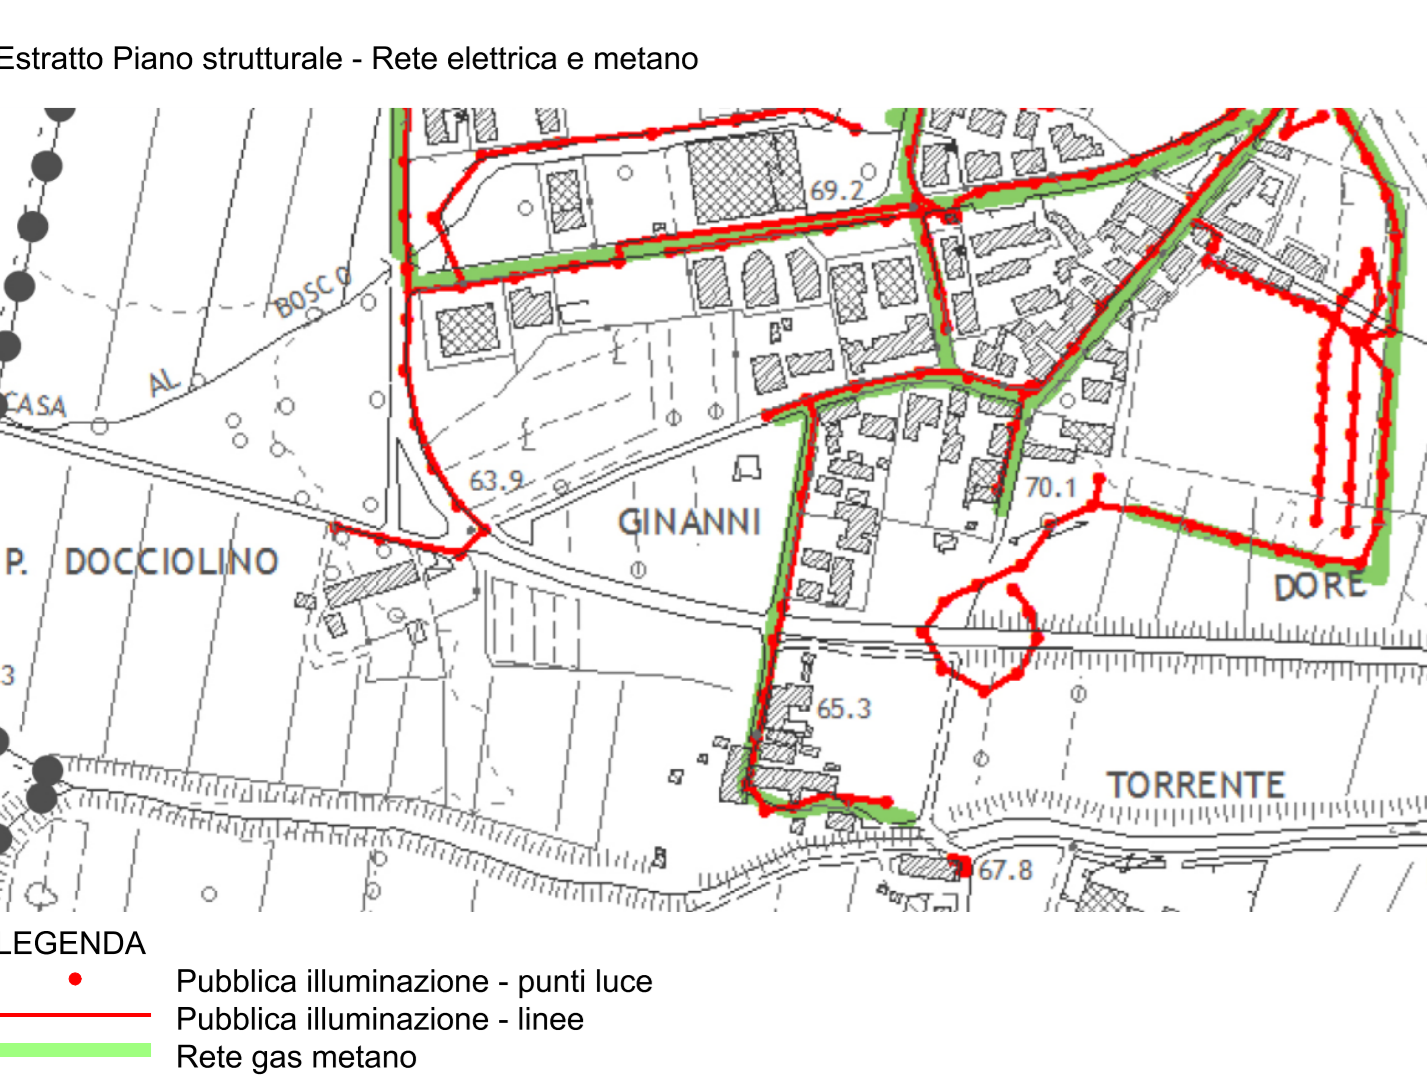 Estratto Piano strutturale - Rete elettrica e metano
69.2
BOSCO
AL
CASA
63.9
70.1
GINANNI
P. DOCCIOLINO
DORE
3
65.3
TORRENTE
67.8
LEGENDA
Pubblica illuminazione - punti luce
Pubblica illuminazione - linee
Rete gas metano